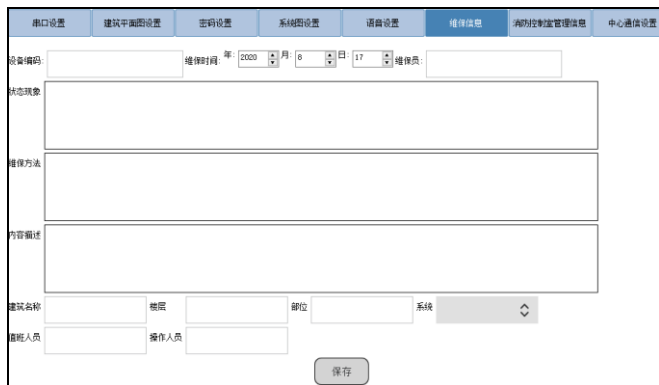 串口设置 建筑平面图设置 密码设置 系统图设置 语音设置 维保信息 消防控制室管理信息 中心通信设置
设备编码: 维保时间: 年: 2020 月: 8 日: 17 维保员:
状态现象
维保方法
内容描述
建筑名称 楼层 部位 系统
值班人员 操作人员
保存